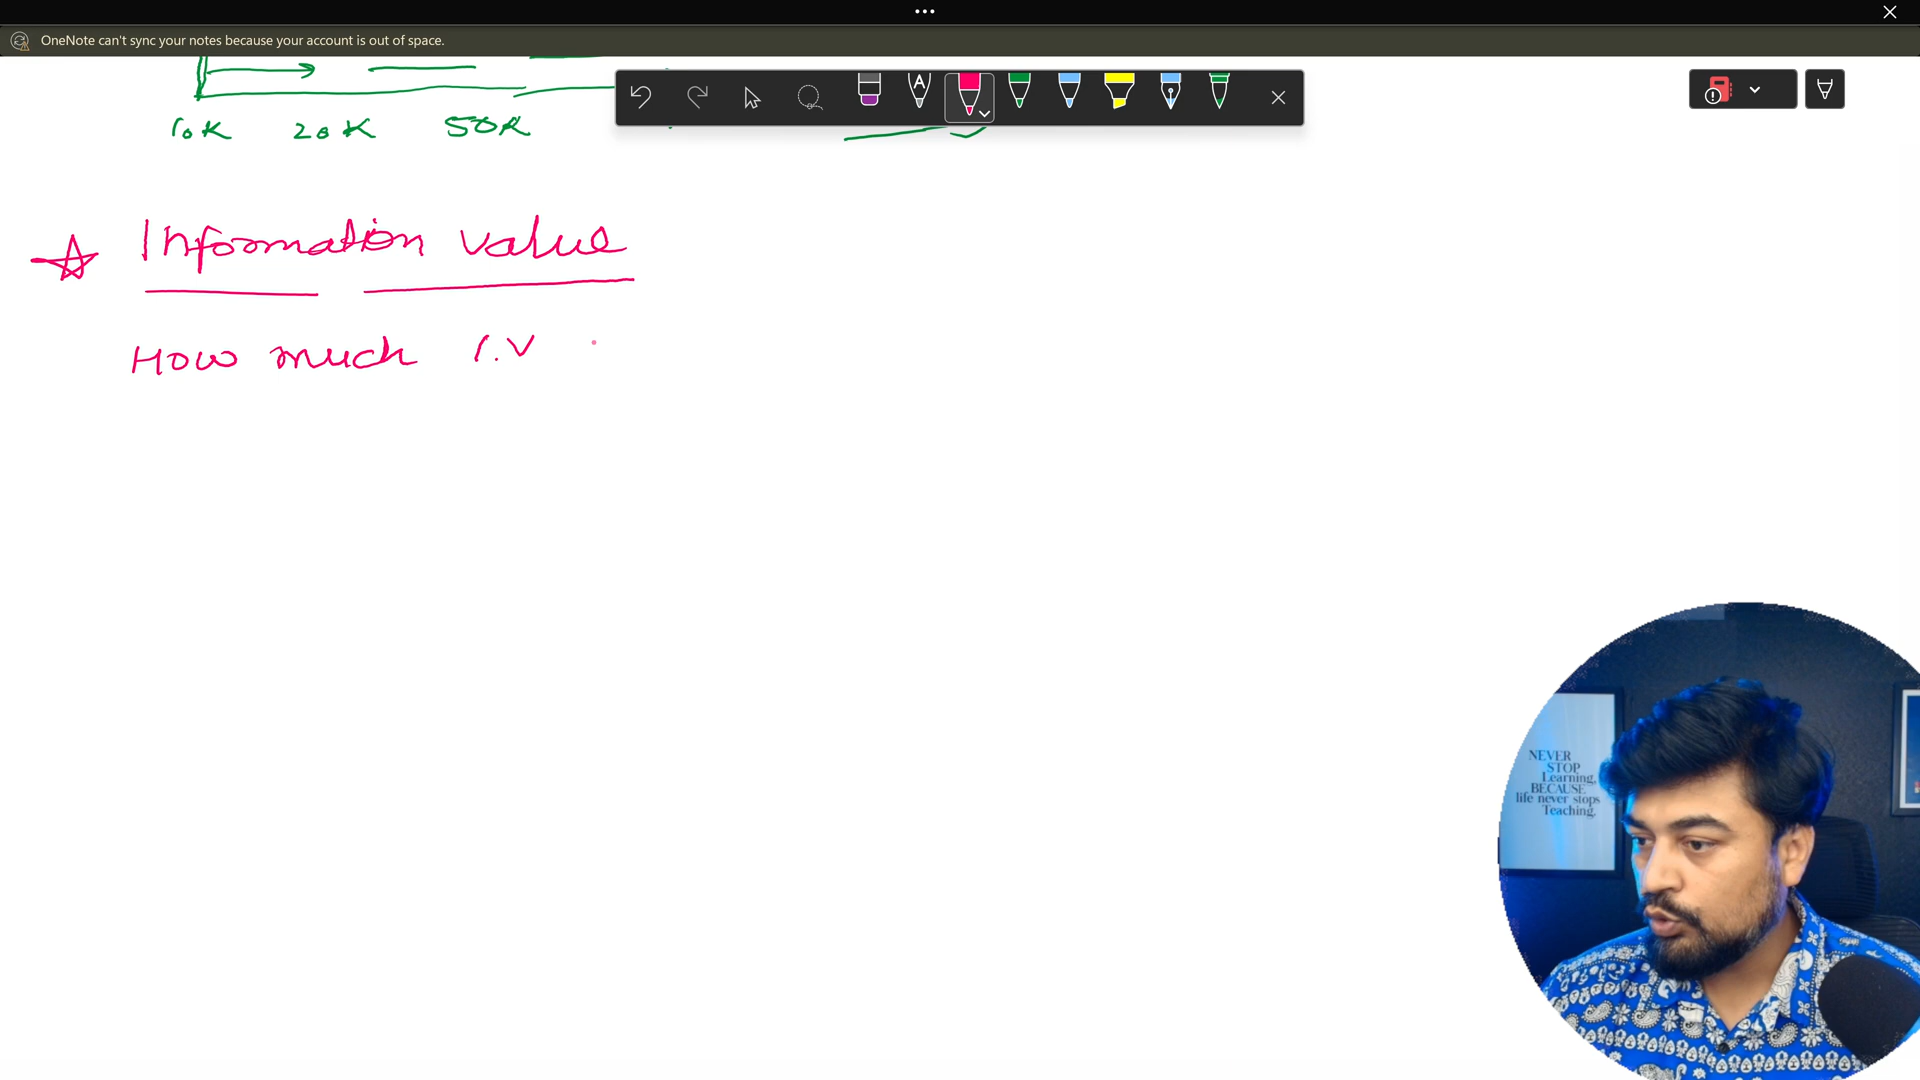 OneNote can't sync your notes because your account is out of space.
10K 20K 50K
Information value
How much I.V
NEVER
STOP
Learning,
BECAUSE
life never stops
Teaching.